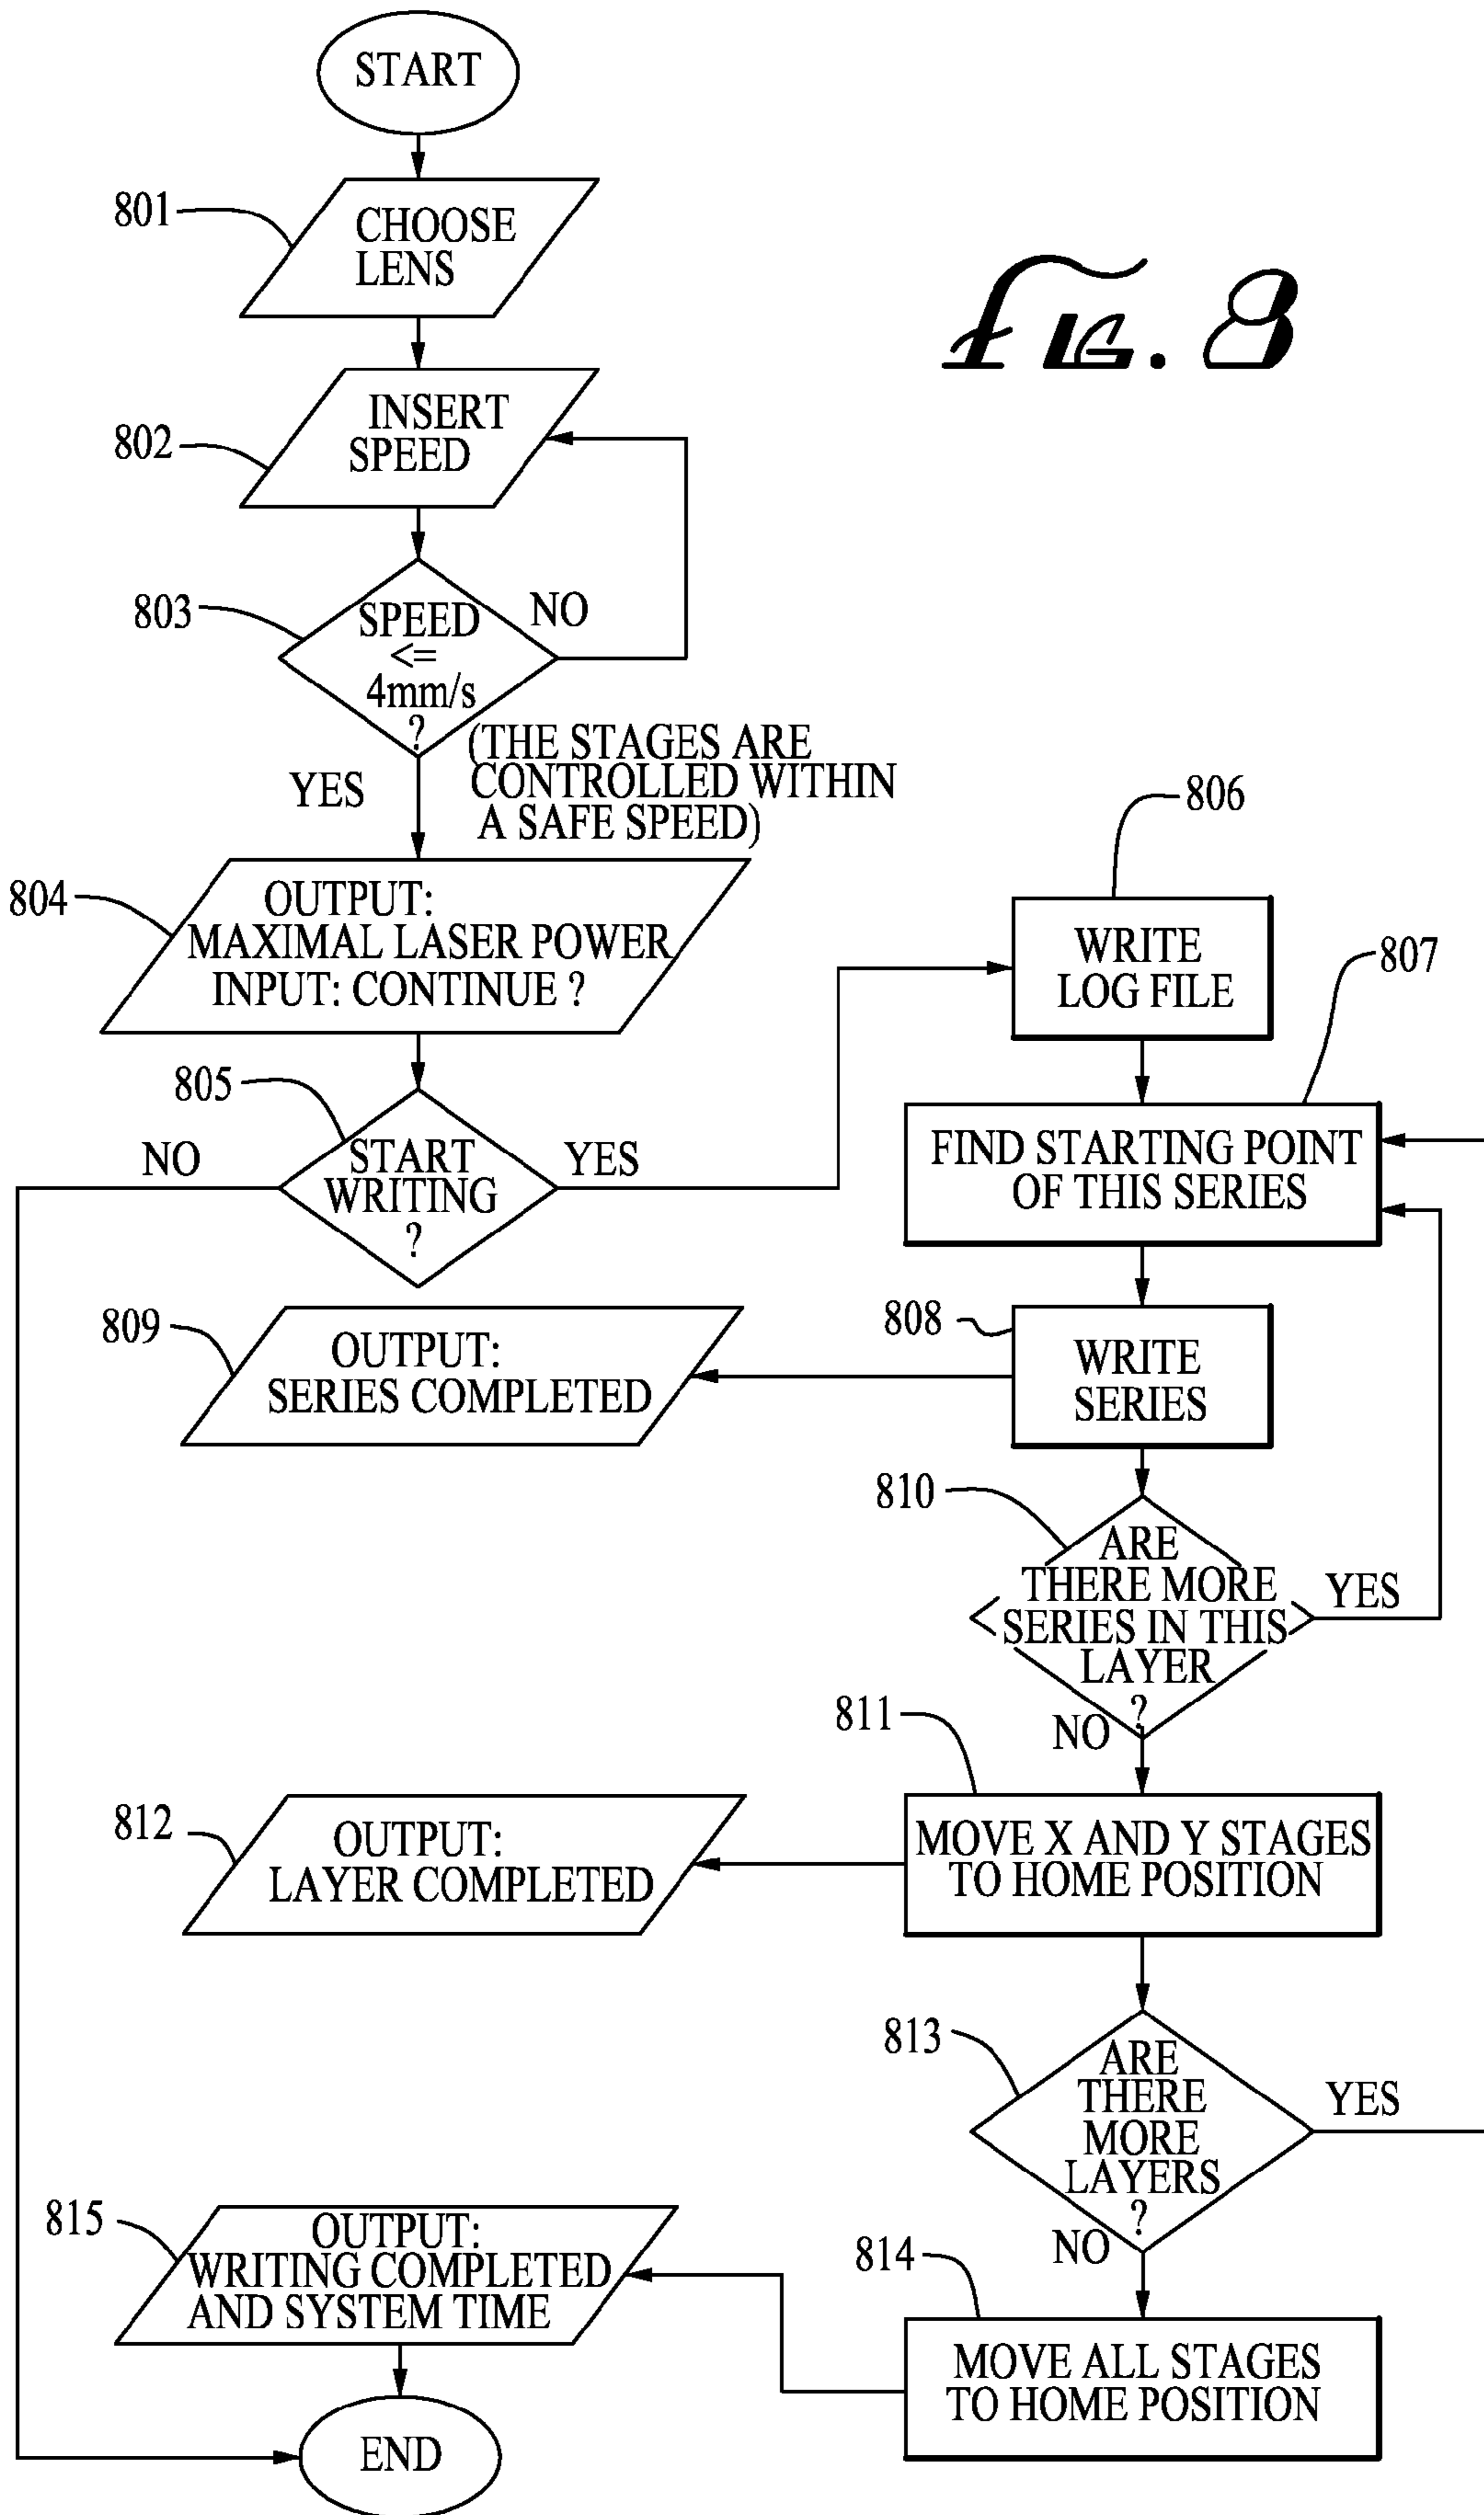 START
801
CHOOSE
LENS
FIG. 8
802
INSERT
SPEED
803
SPEED
<=
4mm/s
?
NO
YES
(THE STAGES ARE
CONTROLLED WITHIN
A SAFE SPEED)
804
OUTPUT:
MAXIMAL LASER POWER
INPUT: CONTINUE ?
805
START
WRITING
?
NO
YES
806
WRITE
LOG FILE
807
FIND STARTING POINT
OF THIS SERIES
808
WRITE
SERIES
809
OUTPUT:
SERIES COMPLETED
810
ARE
THERE MORE
SERIES IN THIS
LAYER
?
YES
NO
811
MOVE X AND Y STAGES
TO HOME POSITION
812
OUTPUT:
LAYER COMPLETED
813
ARE
THERE
MORE
LAYERS
?
YES
NO
814
MOVE ALL STAGES
TO HOME POSITION
815
OUTPUT:
WRITING COMPLETED
AND SYSTEM TIME
END